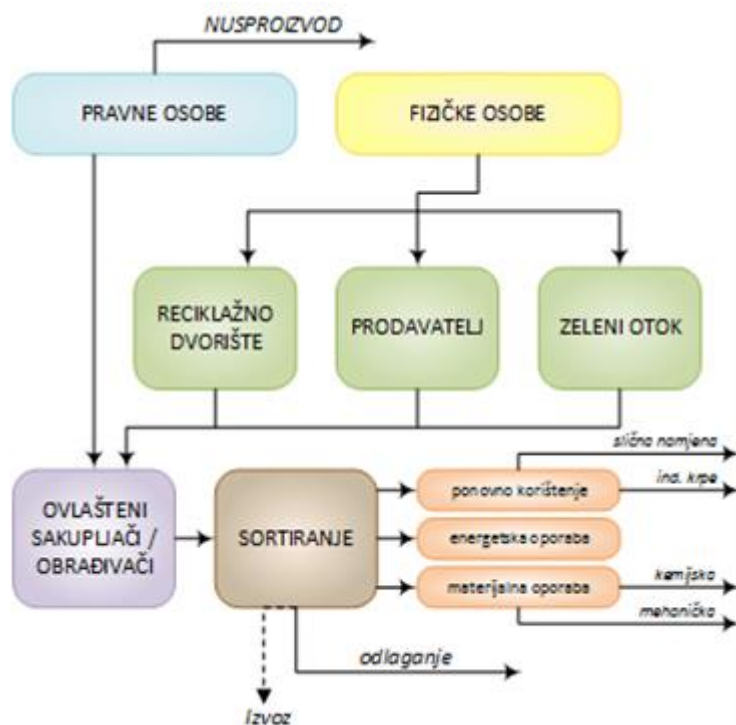 NUSPROIZVOD
PRAVNE OSOBE
FIZIČKE OSOBE
RECIKLAŽNO
DVORIŠTE
PRODAVATELJ
ZELENI OTOK
slična namjena
OVLAŠTENI
SAKUPLJAČI /
OBRAĐIVAČI
SORTIRANJE
ponovno korištenje
ind. krpe
energetska oporaba
materijalna oporaba
kemijska
mehanička
odlaganje
Izvoz